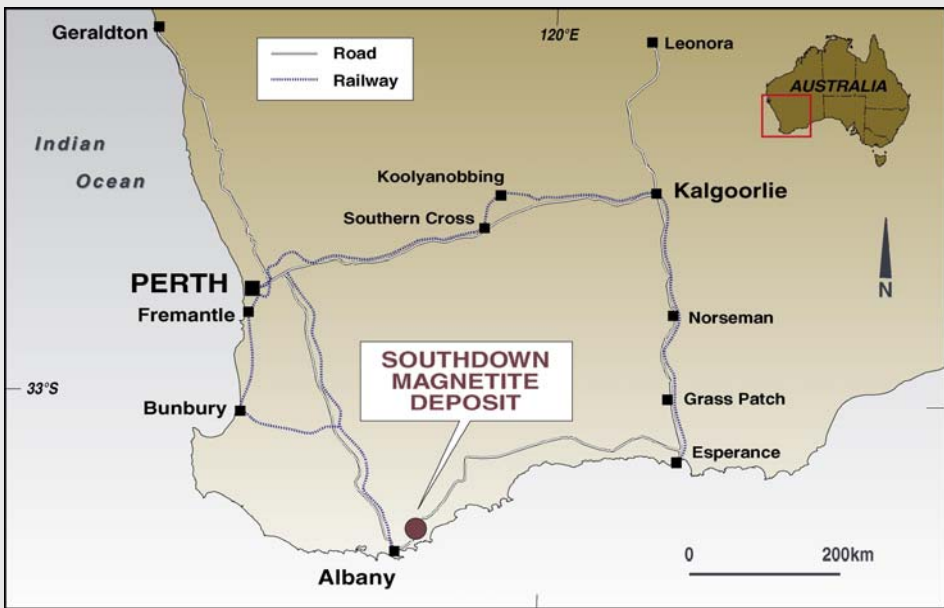 Geraldton
120°E
Leonora
Road
Railway
AUSTRALIA
Indian
Ocean
Koolyanobbing
Kalgoorlie
Southern Cross
PERTH
N
Fremantle
Norseman
SOUTHDOWN
MAGNETITE
DEPOSIT
33°S
Bunbury
Grass Patch
Esperance
0 200km
Albany